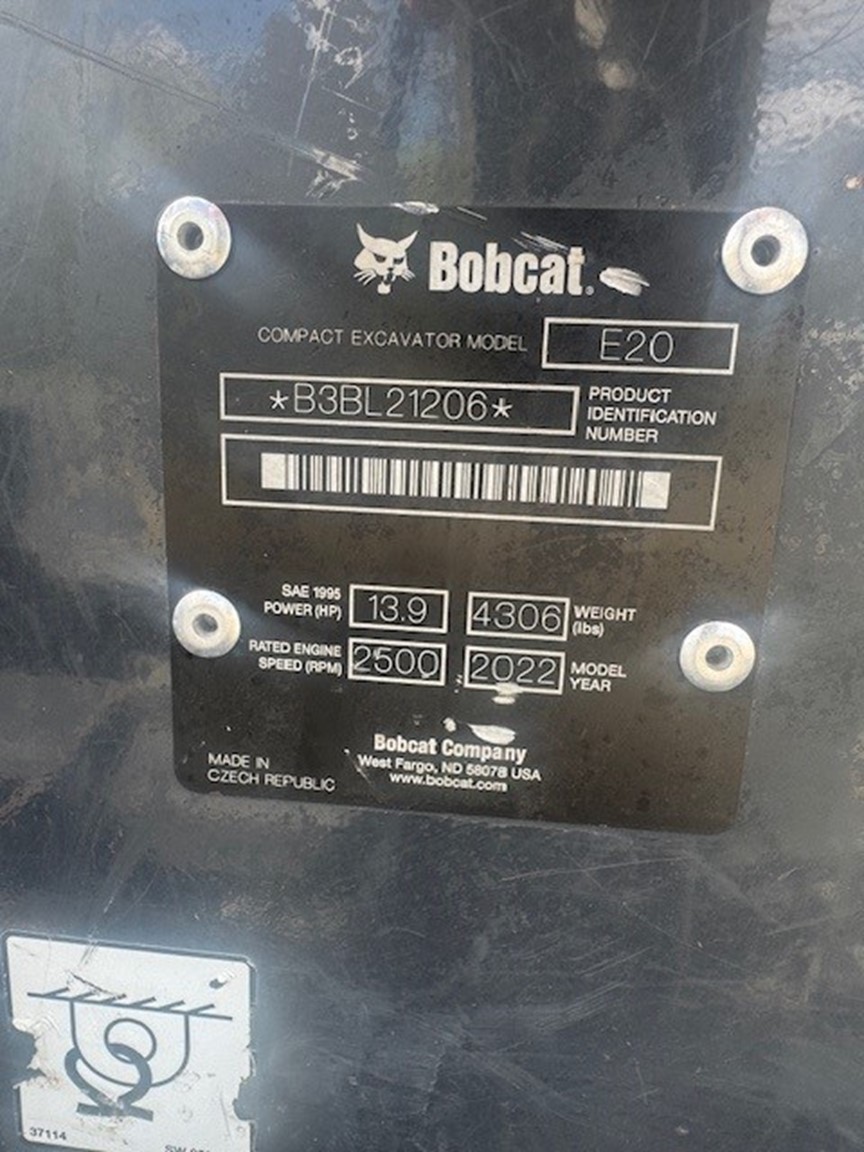 Bobcat®
COMPACT EXCAVATOR MODEL E20
*B3BL21206* PRODUCT
IDENTIFICATION
NUMBER
SAE 1995
POWER (HP) 13.9 4306 WEIGHT
(lbs)
RATED ENGINE
SPEED (RPM) 2500 2022 MODEL
YEAR
Bobcat Company
West Fargo, ND 58078 USA
www.bobcat.com
MADE IN
CZECH REPUBLIC
37114